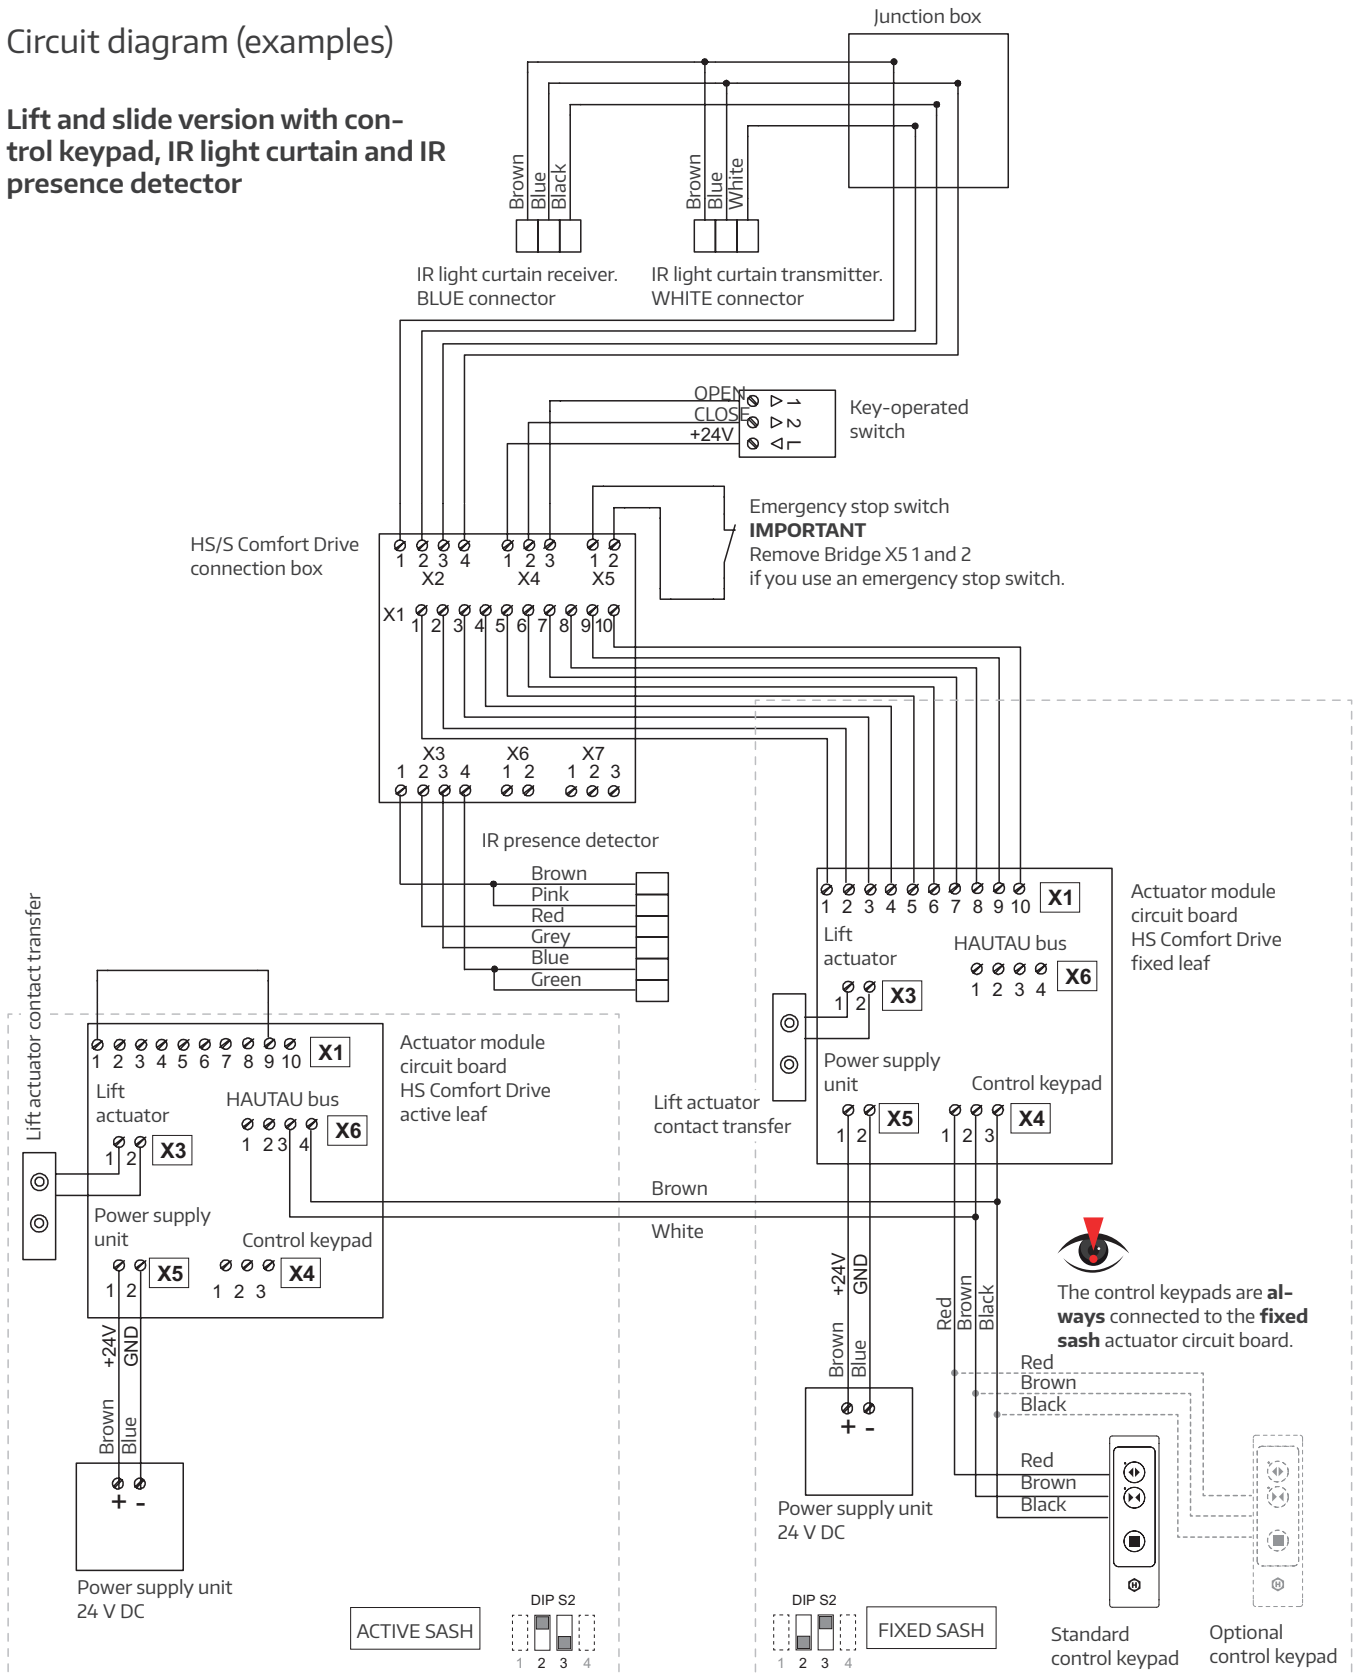 Junction box
Circuit diagram (examples)
Lift and slide version with con-
trol keypad, IR light curtain and IR
presence detector
Brown
Blue
Black
Brown
Blue
White
IR light curtain receiver.
BLUE connector
IR light curtain transmitter.
WHITE connector
OPEN
CLOSE
+24V
1
2
L
Key-operated
switch
Emergency stop switch
IMPORTANT
Remove Bridge X5 1 and 2
if you use an emergency stop switch.
HS/S Comfort Drive
connection box
1 2 3 4 1 2 3 1 2
X2 X4 X5
X1 1 2 3 4 5 6 7 8 9 10
X3 X6 X7
1 2 3 4 1 2 1 2 3
IR presence detector
Brown
Pink
Red
Grey
Blue
Green
1 2 3 4 5 6 7 8 9 10 X1
Lift
actuator
HAUTAU bus
1 2 3 4 X6
1 2 X3
Power supply
unit
Control keypad
1 2 X5
1 2 3 X4
Actuator module
circuit board
HS Comfort Drive
fixed leaf
Lift actuator
contact transfer
Lift actuator contact transfer
1 2 3 4 5 6 7 8 9 10 X1
Lift
actuator
HAUTAU bus
1 2 3 4 X6
1 2 X3
Power supply
unit
Control keypad
1 2 X5
1 2 3 X4
Actuator module
circuit board
HS Comfort Drive
active leaf
Brown
White
+24V
GND
Brown
Blue
+ -
Power supply unit
24 V DC
+24V
GND
Brown
Blue
+ -
Power supply unit
24 V DC
Red
Brown
Black
The control keypads are al-
ways connected to the fixed
sash actuator circuit board.
Red
Brown
Black
Red
Brown
Black
H
H
Standard
control keypad
Optional
control keypad
ACTIVE SASH
DIP S2
1 2 3 4
DIP S2
1 2 3 4
FIXED SASH